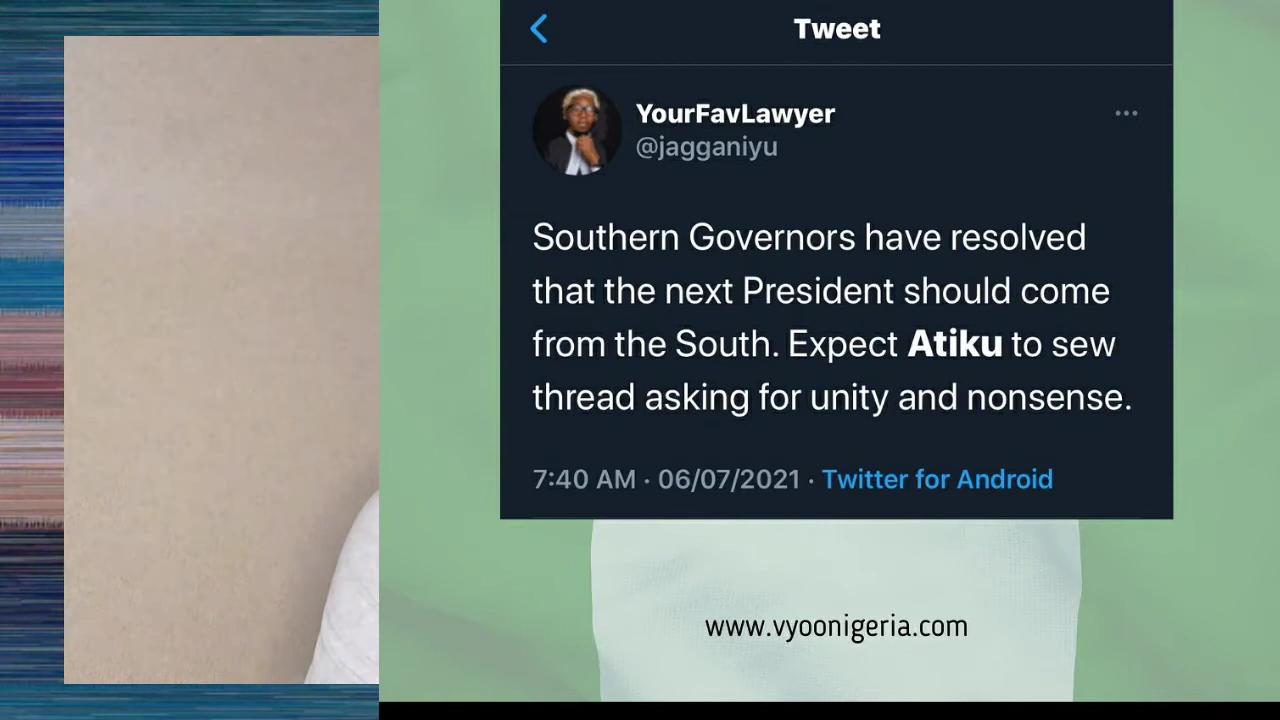 Tweet
YourFavLawyer
@jagganiyu
Southern Governors have resolved
that the next President should come
from the South. Expect Atiku to sew
thread asking for unity and nonsense.
7:40 AM · 06/07/2021 · Twitter for Android
www.vyoonigeria.com